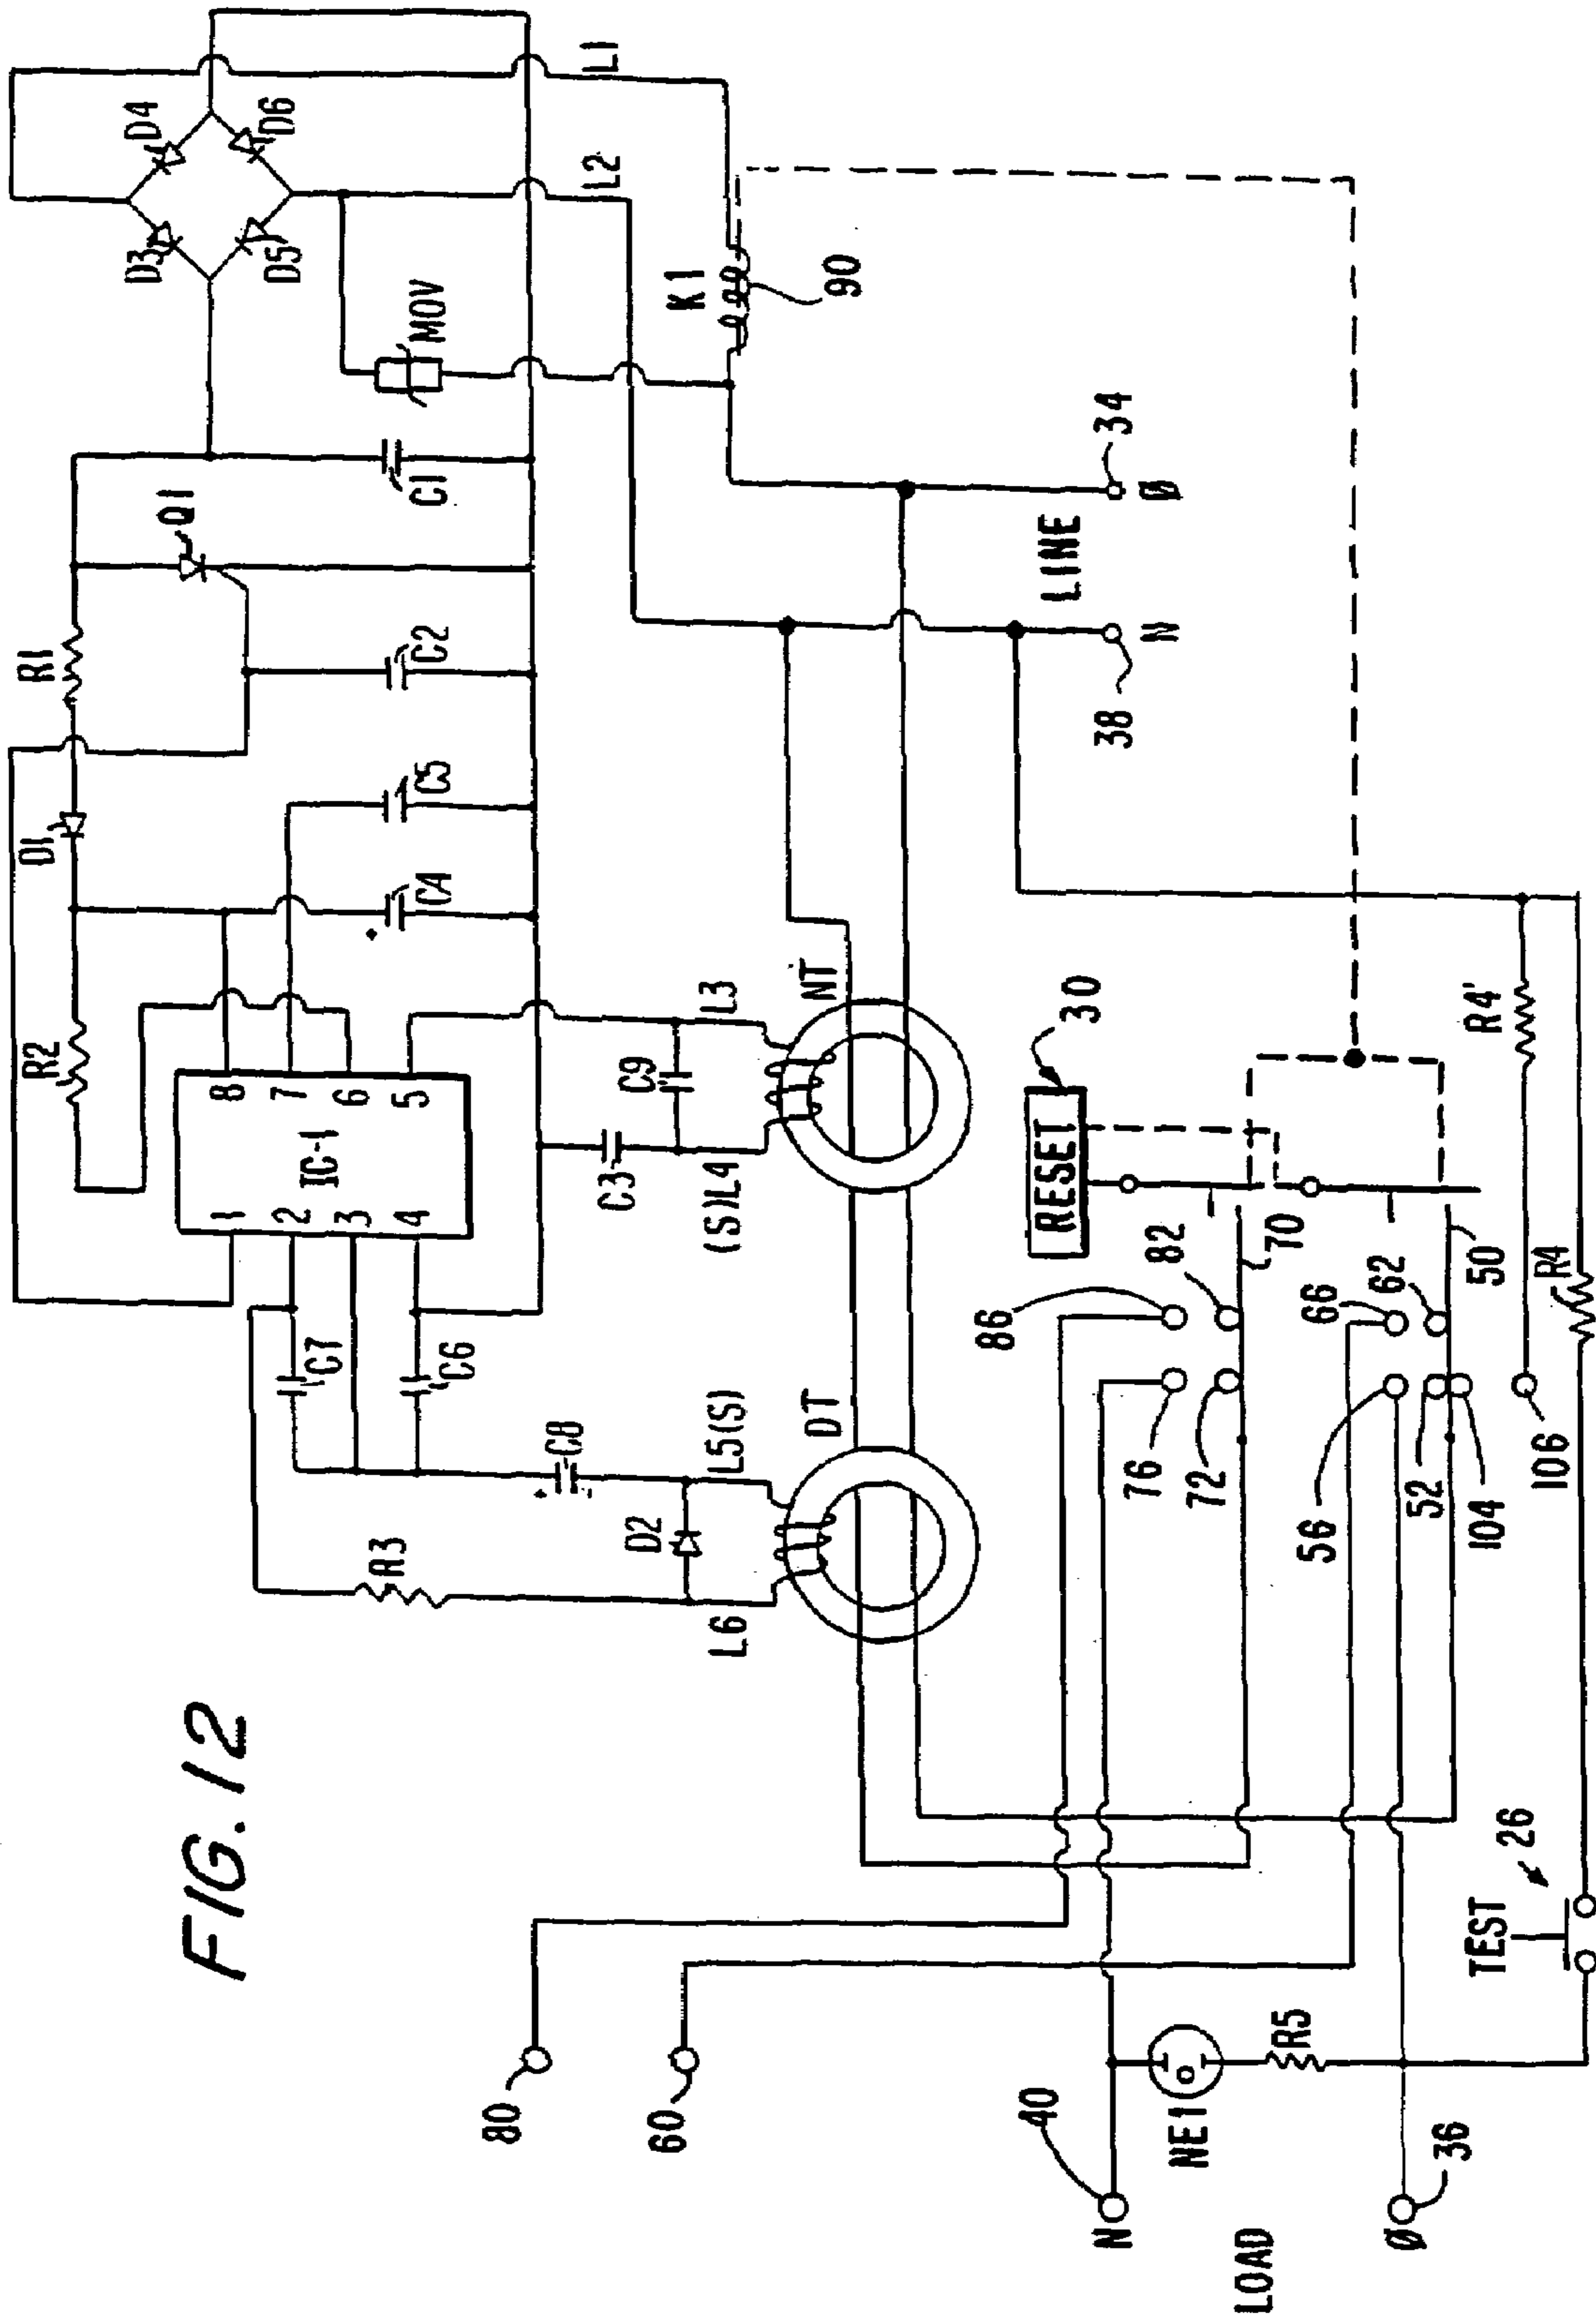 FIG. 12
D4
D6
D3
D5
L1
L2
MOV
K1
90
C1
Q1
R1
C2
D1
C5
C4
R2
8
7
6
5
IC-1
1
2
3
4
C7
C6
C9
C3
L3
(S)L4
NT
C8
R3
D2
L5(S)
L6
DT
34
Ø
LINE
N
38
RESET
30
R4'
R4
86
82
70
76
72
66
62
50
56
52
104
106
TEST
26
80
60
40
N
NE1
R5
LOAD
Ø
36